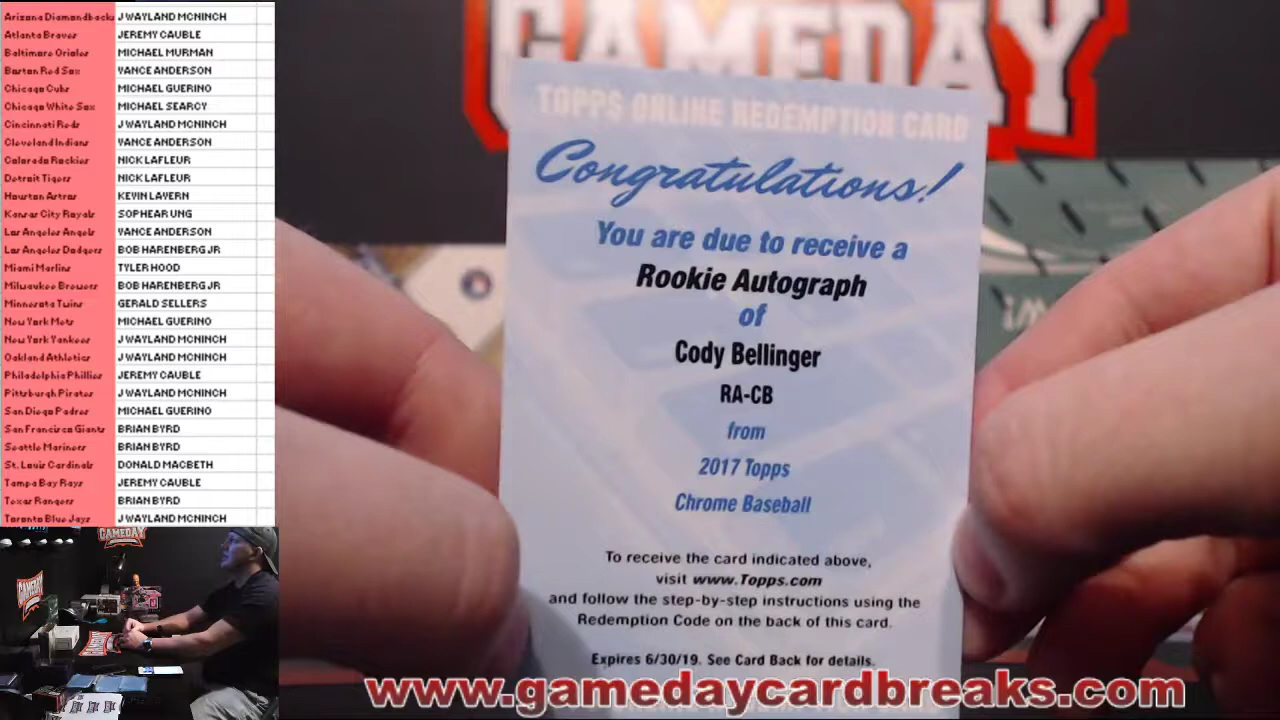 Arizona Diamondbacks J WAYLAND MCNINCH
Atlanta Braves JEREMY CAUBLE
Baltimore Orioles MICHAEL MURMAN
Boston Red Sox VANCE ANDERSON
Chicago Cubs MICHAEL GUERINO
Chicago White Sox MICHAEL SEARCY
Cincinnati Reds J WAYLAND MCNINCH
Cleveland Indians VANCE ANDERSON
Colorado Rockies NICK LAFLEUR
Detroit Tigers NICK LAFLEUR
Houston Astros KEVIN LAVERN
Kansas City Royals SOPHEAR UNG
Los Angeles Angels VANCE ANDERSON
Los Angeles Dodgers BOB HARENBERG JR
Miami Marlins TYLER HOOD
Milwaukee Brewers BOB HARENBERG JR
Minnesota Twins GERALD SELLERS
New York Mets MICHAEL GUERINO
New York Yankees J WAYLAND MCNINCH
Oakland Athletics J WAYLAND MCNINCH
Philadelphia Phillies JEREMY CAUBLE
Pittsburgh Pirates J WAYLAND MCNINCH
San Diego Padres MICHAEL GUERINO
San Francisco Giants BRIAN BYRD
Seattle Mariners BRIAN BYRD
St. Louis Cardinals DONALD MACBETH
Tampa Bay Rays JEREMY CAUBLE
Texas Rangers BRIAN BYRD
Toronto Blue Jays J WAYLAND MCNINCH
GAMEDAY
GAMEDAY
GAMEDAY
TOPPS ONLINE REDEMPTION CARD
Congratulations!
You are due to receive a
Rookie Autograph
of
Cody Bellinger
RA-CB
from
2017 Topps
Chrome Baseball
To receive the card indicated above,
visit www.Topps.com
and follow the step-by-step instructions using the
Redemption Code on the back of this card.
Expires 6/30/19. See Card Back for details.
www.gamedaycardbreaks.com